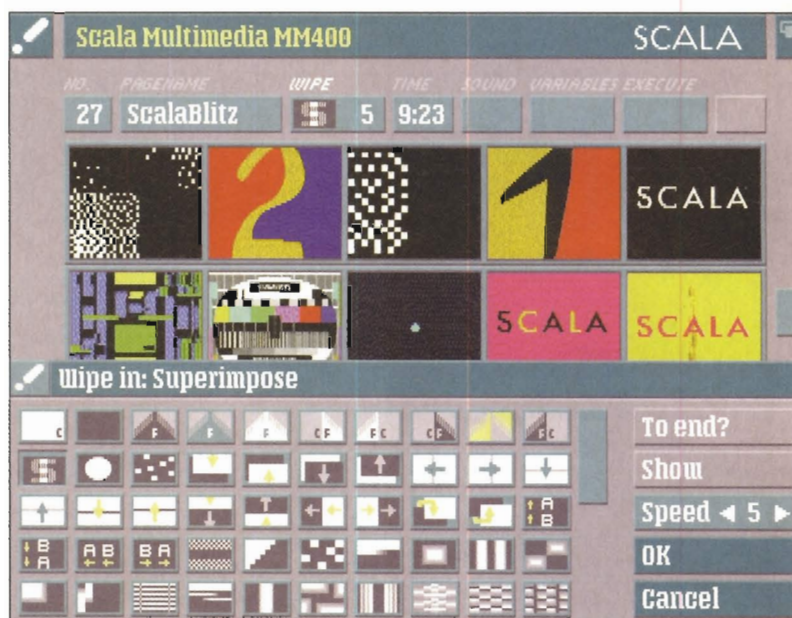 Scala Multimedia MM400
SCALA
NO. PAGENAME WIPE TIME SOUND VARIABLES EXECUTE
27 ScalaBlitz S 5 9:23
2 1 SCALA
SCALA SCALA
Wipe in: Superimpose
C F F F C F F C C F F C
To end?
S
Show
Speed 5
A
B
B
A
A B B A
OK
Cancel